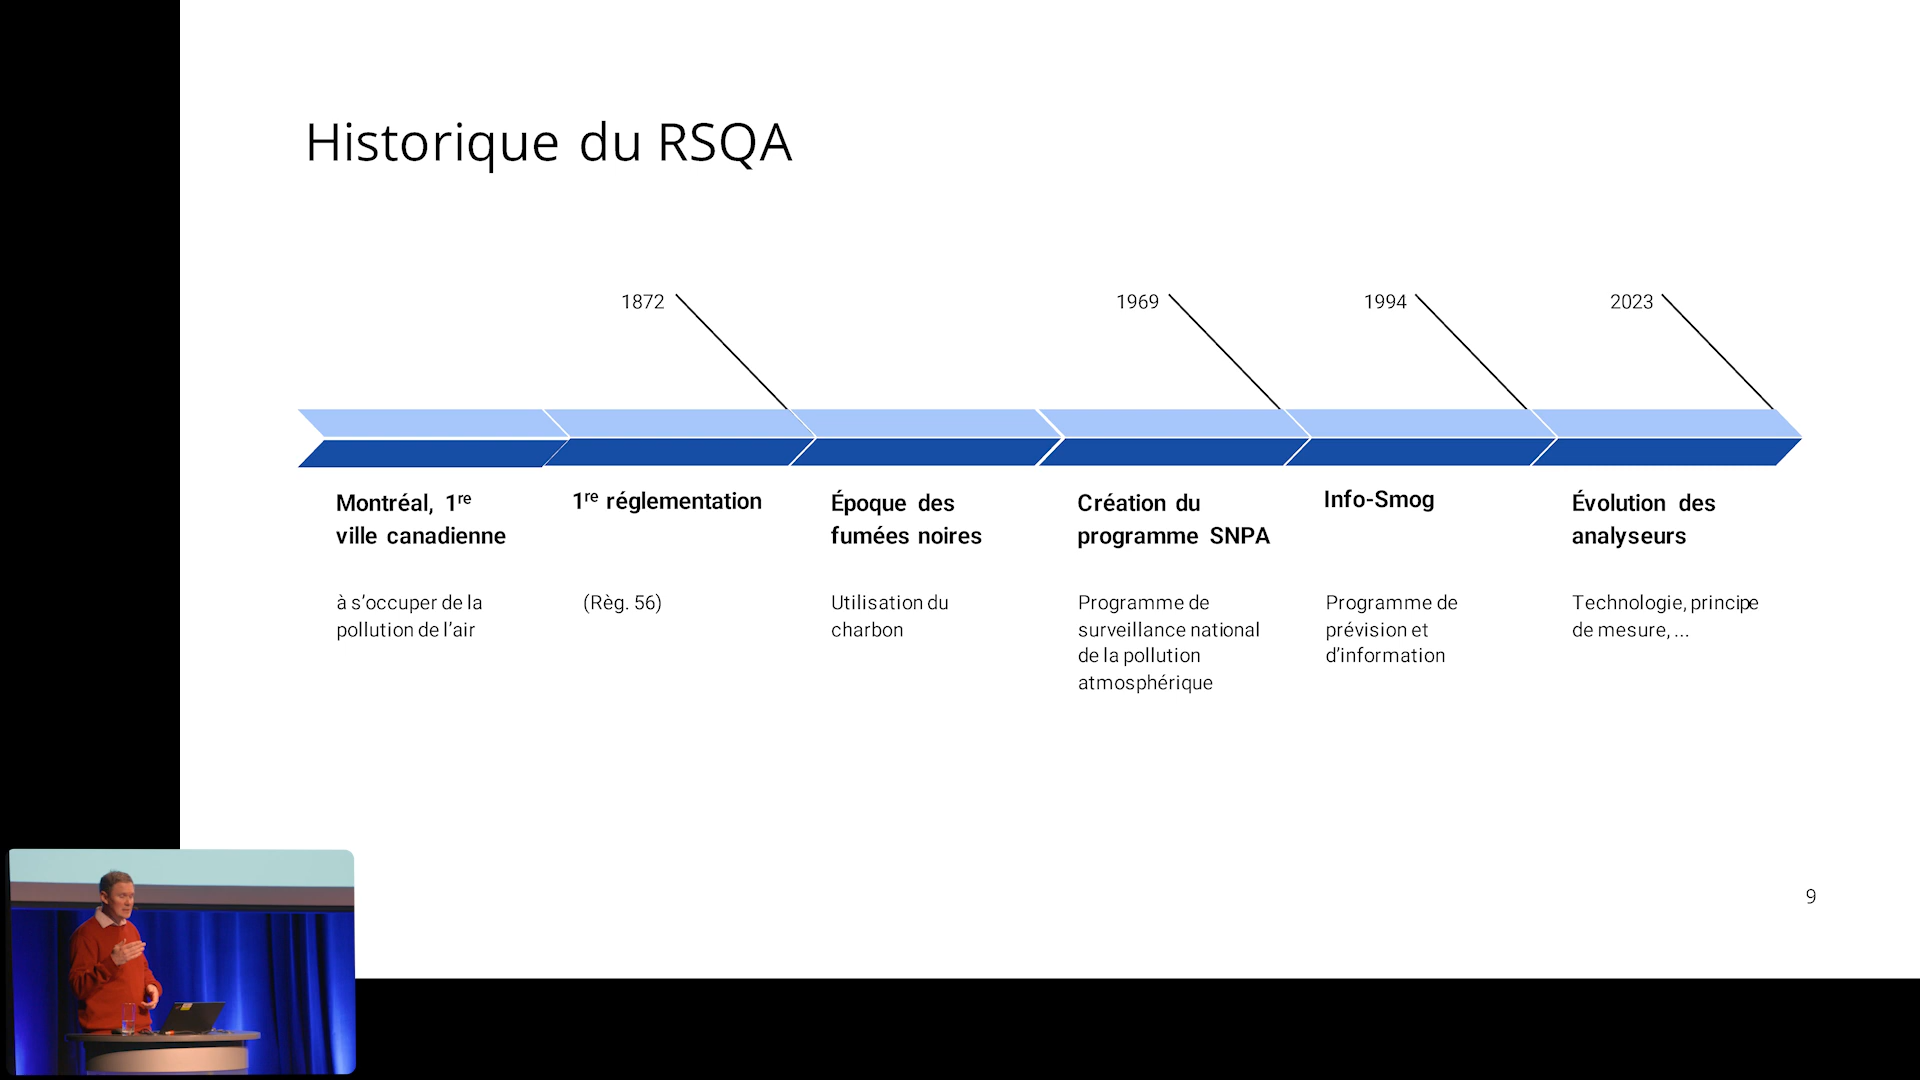 Historique du RSQA
1872
1969
1994
2023
Montréal, 1re
ville canadienne
à s’occuper de la
pollution de l’air
1re réglementation
(Règ. 56)
Époque des
fumées noires
Utilisation du
charbon
Création du
programme SNPA
Programme de
surveillance national
de la pollution
atmosphérique
Info-Smog
Programme de
prévision et
d’information
Évolution des
analyseurs
Technologie, principe
de mesure, ...
9